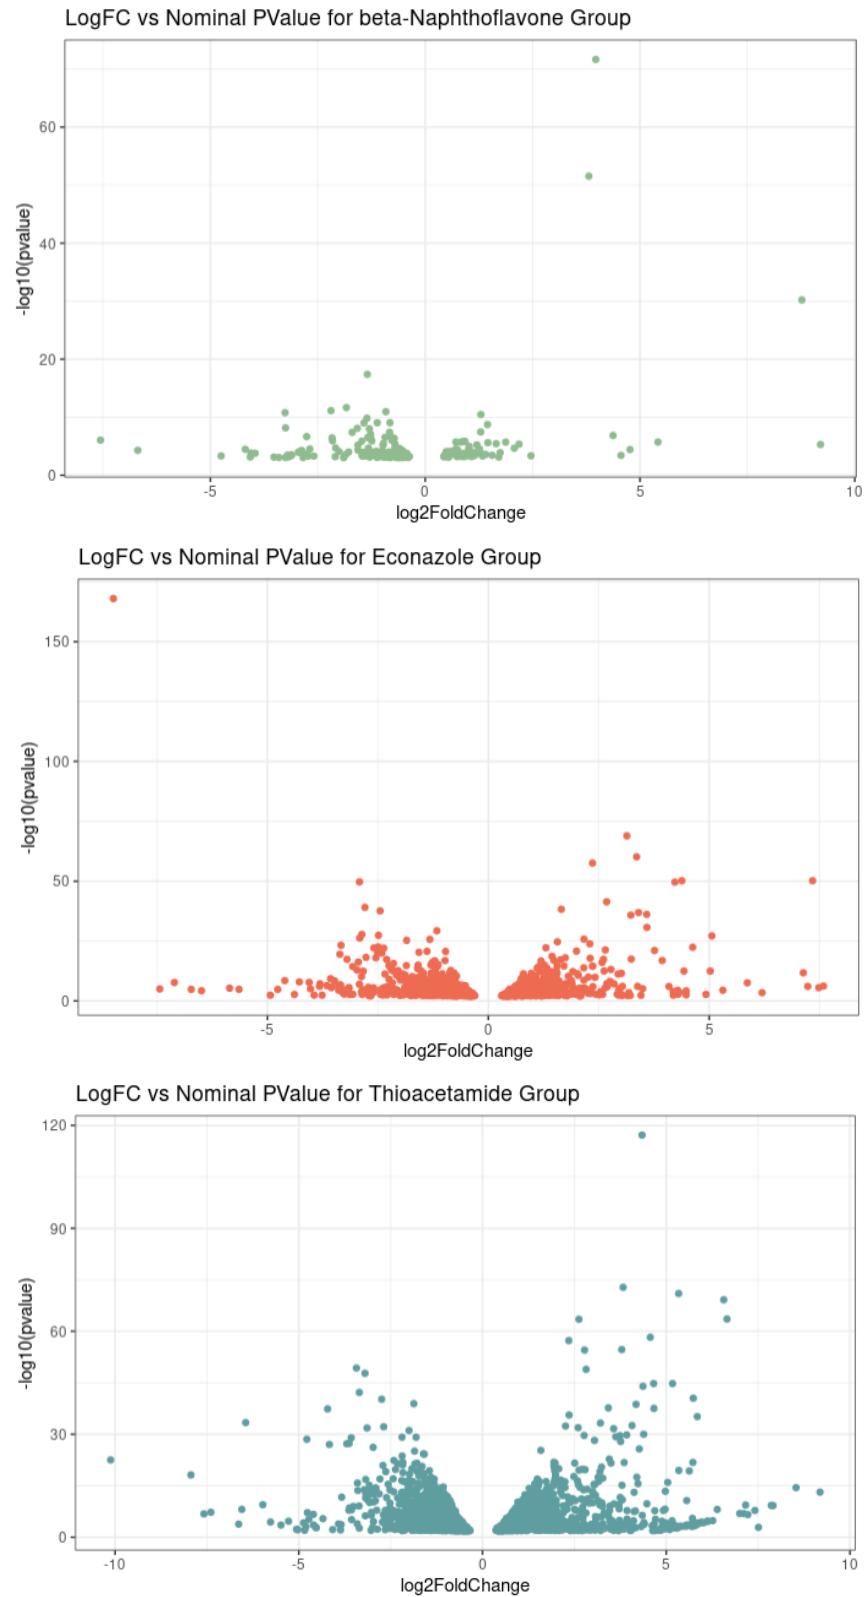 LogFC vs Nominal PValue for beta-Naphthoflavone Group
60
40
20
0
-log10(pvalue)
-5
0
5
10
log2FoldChange
LogFC vs Nominal PValue for Econazole Group
150
100
50
0
-log10(pvalue)
-5
0
5
log2FoldChange
LogFC vs Nominal PValue for Thioacetamide Group
120
90
60
30
0
-log10(pvalue)
-10
-5
0
5
10
log2FoldChange